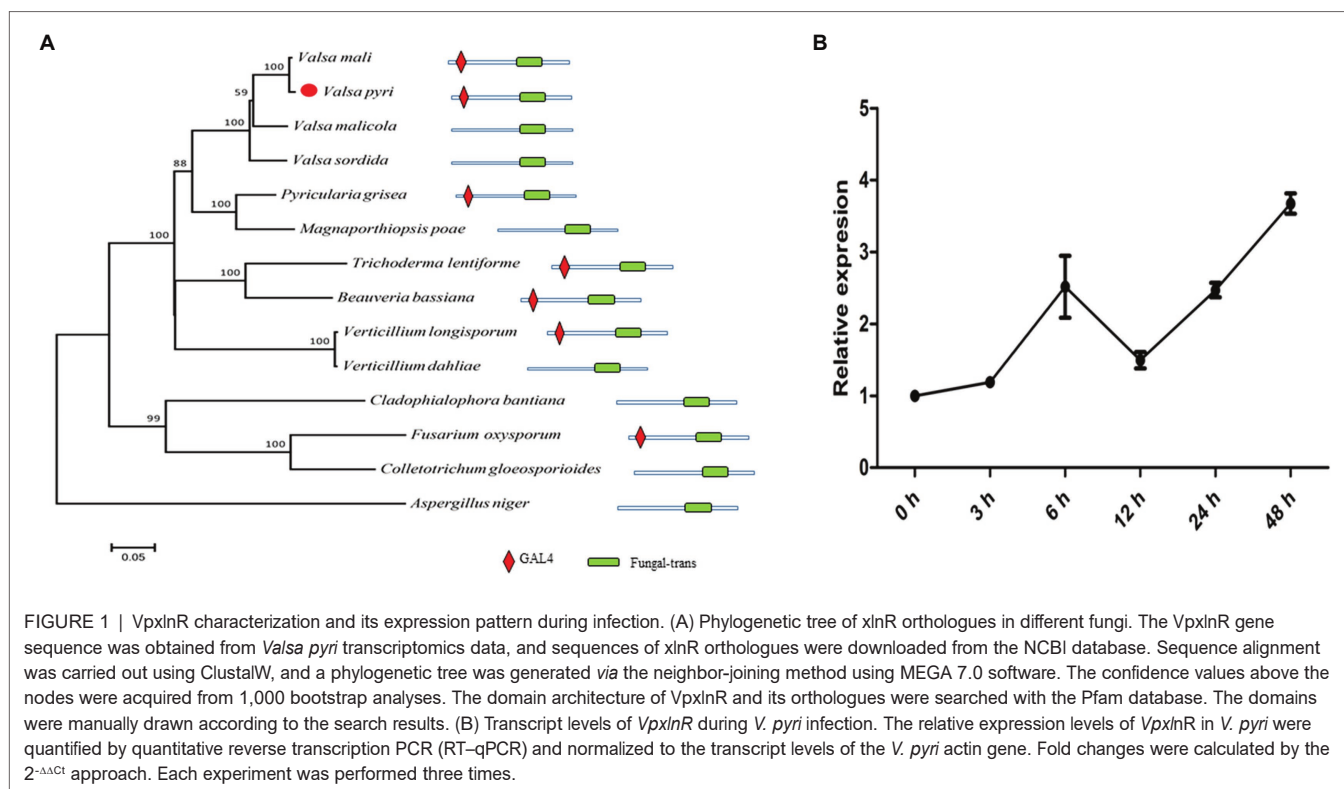 A
B
Valsa mali
Valsa pyri
Valsa malicola
Valsa sordida
Pyricularia grisea
Magnaporthiopsis poae
Trichoderma lentiforme
Beauveria bassiana
Verticillium longisporum
Verticillium dahliae
Cladophialophora bantiana
Fusarium oxysporum
Colletotrichum gloeosporioides
Aspergillus niger
100
59
100
88
100
100
100
100
99
100
0.05
GAL4
Fungal-trans
Relative expression
5
4
3
2
1
0
0 h
3 h
6 h
12 h
24 h
48 h
FIGURE 1 | VpxlnR characterization and its expression pattern during infection. (A) Phylogenetic tree of xlnR orthologues in different fungi. The VpxlnR gene
sequence was obtained from Valsa pyri transcriptomics data, and sequences of xlnR orthologues were downloaded from the NCBI database. Sequence alignment
was carried out using ClustalW, and a phylogenetic tree was generated via the neighbor-joining method using MEGA 7.0 software. The confidence values above the
nodes were acquired from 1,000 bootstrap analyses. The domain architecture of VpxlnR and its orthologues were searched with the Pfam database. The domains
were manually drawn according to the search results. (B) Transcript levels of VpxlnR during V. pyri infection. The relative expression levels of VpxlnR in V. pyri were
quantified by quantitative reverse transcription PCR (RT–qPCR) and normalized to the transcript levels of the V. pyri actin gene. Fold changes were calculated by the
2-ΔΔCt approach. Each experiment was performed three times.